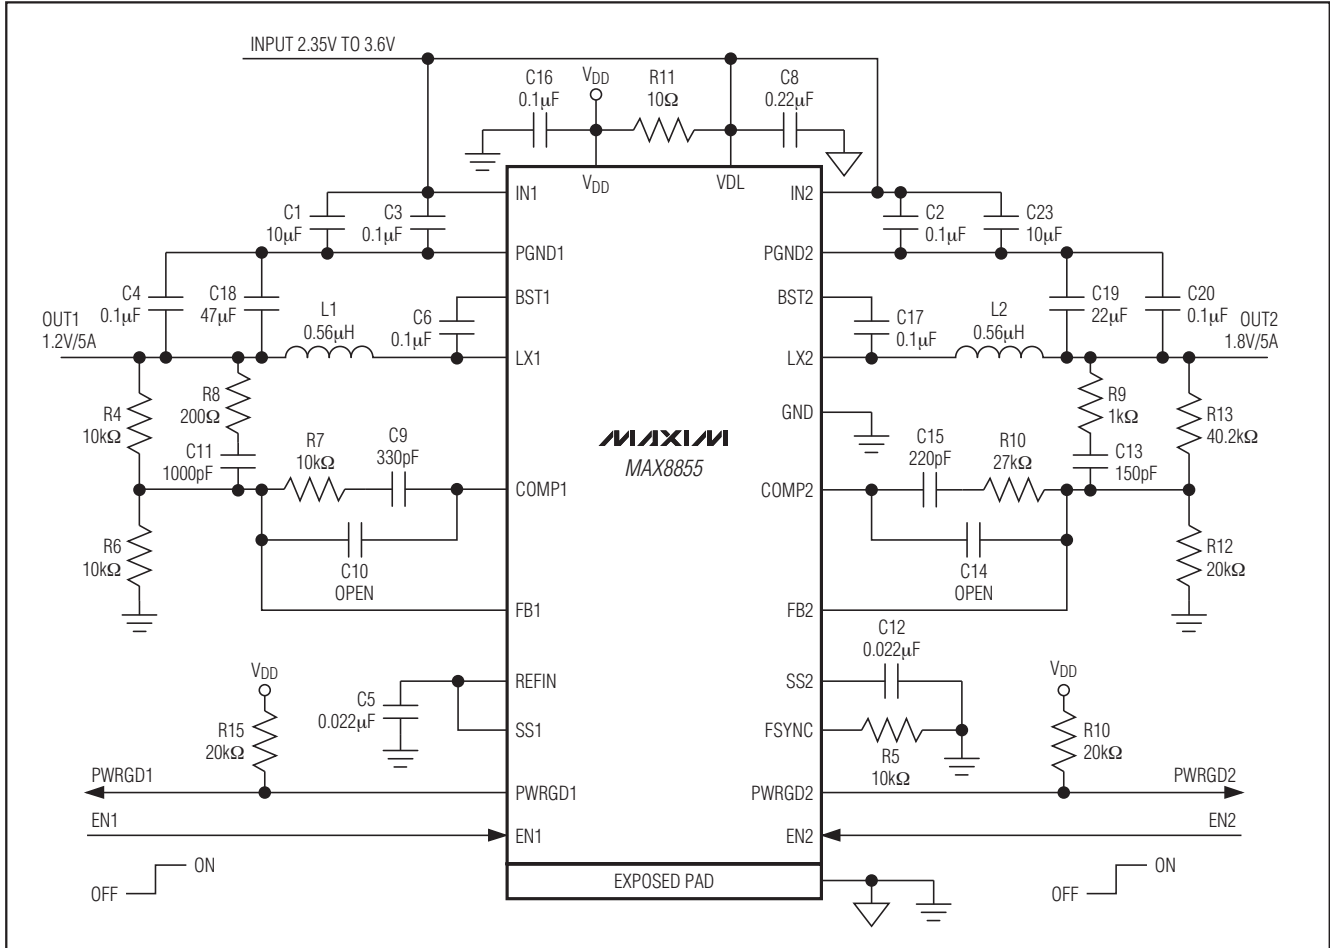 INPUT 2.35V TO 3.6V
C16
0.1µF
VDD
R11
10Ω
C8
0.22µF
VDD
VDL
IN1
IN2
C1
10µF
C3
0.1µF
C2
0.1µF
C23
10µF
PGND1
PGND2
C4
0.1µF
C18
47µF
L1
0.56µH
BST1
C6
0.1µF
BST2
C17
0.1µF
L2
0.56µH
C19
22µF
C20
0.1µF
OUT1
1.2V/5A
LX1
LX2
OUT2
1.8V/5A
R4
10kΩ
R8
200Ω
C11
1000pF
R7
10kΩ
C9
330pF
MAXIM
MAX8855
GND
C15
220pF
R10
27kΩ
R9
1kΩ
C13
150pF
R13
40.2kΩ
COMP1
COMP2
R6
10kΩ
C10
OPEN
C14
OPEN
R12
20kΩ
FB1
FB2
C5
0.022µF
REFIN
SS1
C12
0.022µF
SS2
FSYNC
R5
10kΩ
VDD
R15
20kΩ
VDD
R10
20kΩ
PWRGD1
PWRGD1
PWRGD2
PWRGD2
EN1
EN1
EN2
EN2
OFF
ON
EXPOSED PAD
OFF
ON